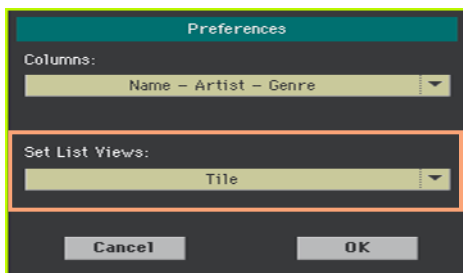 Preferences
Columns:
Name - Artist - Genre
Set List Views:
Tile
Cancel OK